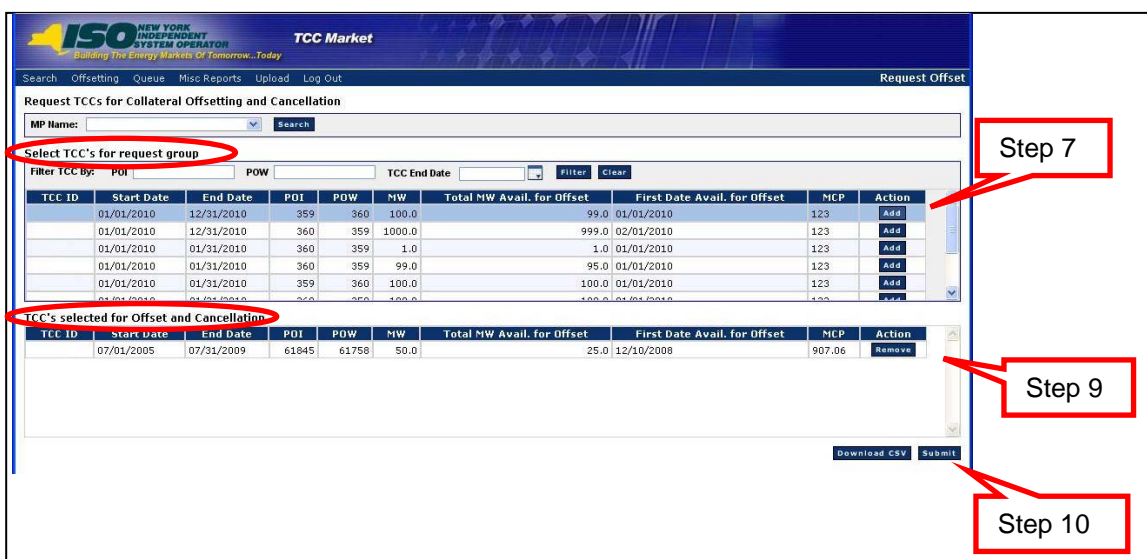 NEW YORK
INDEPENDENT
SYSTEM OPERATOR
ISO
Building The Energy Markets Of Tomorrow...Today
TCC Market
Search Offsetting Queue Misc Reports Upload Log Out Request Offset
Request TCCs for Collateral Offsetting and Cancellation
MP Name: Search
Select TCC's for request group
Filter TCC By: POI POW TCC End Date Filter Clear
TCC ID Start Date End Date POI POW MW Total MW Avail. for Offset First Date Avail. for Offset MCP Action
01/01/2010 12/31/2010 359 360 100.0 99.0 01/01/2010 123 Add
01/01/2010 12/31/2010 360 359 1000.0 999.0 02/01/2010 123 Add
01/01/2010 01/31/2010 360 359 1.0 1.0 01/01/2010 123 Add
01/01/2010 01/31/2010 360 359 99.0 95.0 01/01/2010 123 Add
01/01/2010 01/31/2010 359 360 100.0 100.0 01/01/2010 123 Add
TCC's selected for Offset and Cancellation
TCC ID Start Date End Date POI POW MW Total MW Avail. for Offset First Date Avail. for Offset MCP Action
07/01/2005 07/31/2009 61845 61758 50.0 25.0 12/10/2008 907.06 Remove
Download CSV Submit
Step 7
Step 9
Step 10